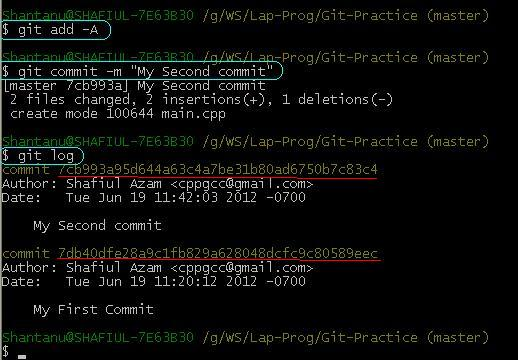 Shantanu@SHAFIUL-7E63B30 /g/WS/Lap-Prog/Git-Practice (master)
$ git add -A
Shantanu@SHAFIUL-7E63B30 /g/WS/Lap-Prog/Git-Practice (master)
$ git commit -m "My Second commit"
[master 7cb993a] My Second commit
2 files changed, 2 insertions(+), 1 deletions(-)
create mode 100644 main.cpp
Shantanu@SHAFIUL-7E63B30 /g/WS/Lap-Prog/Git-Practice (master)
$ git log
commit 7cb993a95d644a63c4a7be31b80ad6750b7c83c4
Author: Shafiul Azam <cppgcc@gmail.com>
Date: Tue Jun 19 11:42:03 2012 -0700
My Second commit
commit 7db40dfe28a9c1fb829a628048dcfc9c80589eec
Author: Shafiul Azam <cppgcc@gmail.com>
Date: Tue Jun 19 11:20:12 2012 -0700
My First Commit
Shantanu@SHAFIUL-7E63B30 /g/WS/Lap-Prog/Git-Practice (master)
$